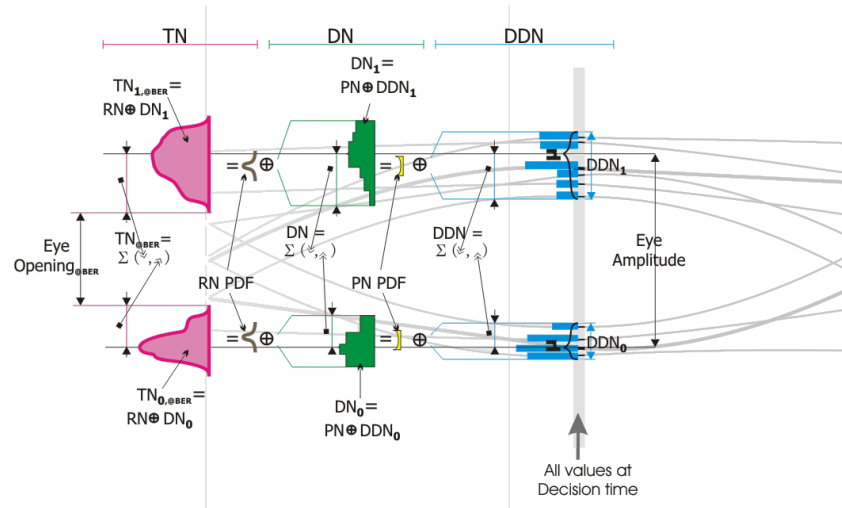 TN
DN
DDN
DN₁=
PN⊕DDN₁
TN₁,@BER=
RN⊕ DN₁
=
⊕
=
⊕
DDN₁
Eye
Opening@BER
TN@BER=
Σ (↡,↟)
RN PDF
DN =
Σ (↡,↟)
PN PDF
DDN =
Σ (↡,↟)
Eye
Amplitude
=
⊕
=
⊕
DDN₀
TN₀,@BER=
RN⊕ DN₀
DN₀=
PN⊕DDN₀
All values at
Decision time